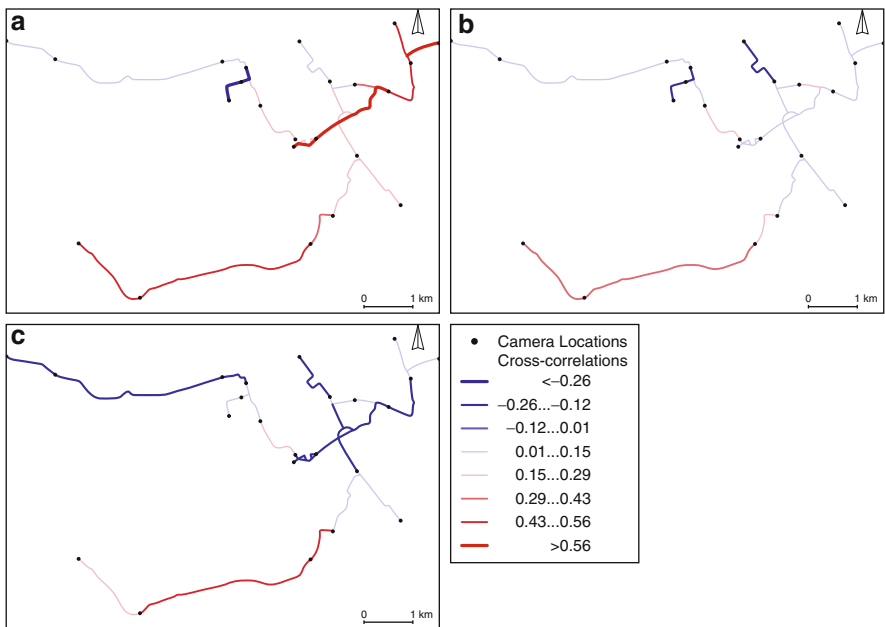 a
0 1 km
b
0 1 km
c
0 1 km
Camera Locations
Cross-correlations
<−0.26
−0.26...−0.12
−0.12...0.01
0.01...0.15
0.15...0.29
0.29...0.43
0.43...0.56
>0.56